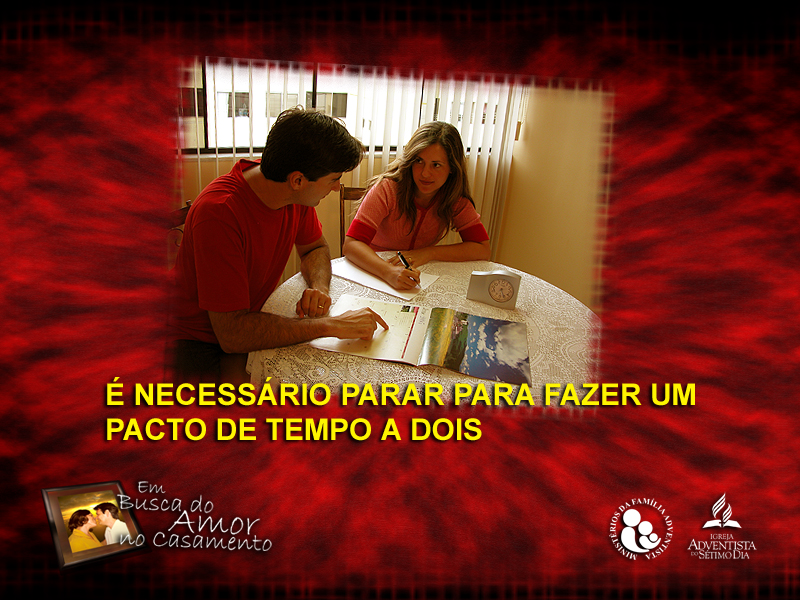 É NECESSÁRIO PARAR PARA FAZER UM
PACTO DE TEMPO A DOIS
Em
Busca do
Amor
no Casamento
MINISTÉRIOS DA FAMÍLIA ADVENTISTA
IGREJA
ADVENTISTA
DO SÉTIMO DIA